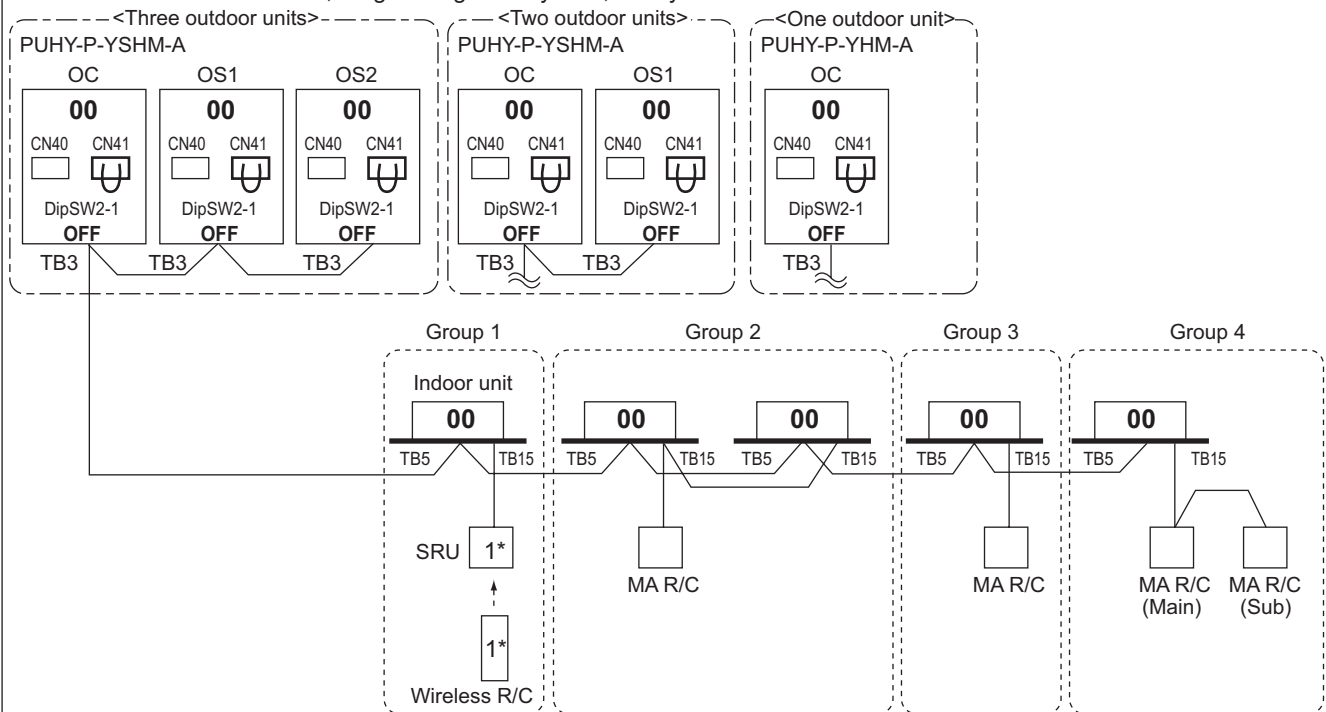 <Three outdoor units>
<Two outdoor units>
<One outdoor unit>
PUHY-P-YSHM-A
PUHY-P-YSHM-A
PUHY-P-YHM-A
OC OS1 OS2
OC OS1
OC
00 00 00
00 00
00
CN40 CN41 CN40 CN41 CN40 CN41
CN40 CN41 CN40 CN41
CN40 CN41
DipSW2-1 DipSW2-1 DipSW2-1
DipSW2-1 DipSW2-1
DipSW2-1
OFF OFF OFF
OFF OFF
OFF
TB3 TB3 TB3
TB3 TB3
TB3
Group 1 Group 2 Group 3 Group 4
Indoor unit
00 00 00 00 00
TB5 TB15 TB5 TB15 TB5 TB15 TB5 TB15 TB5 TB15
SRU 1*
MA R/C
MA R/C
MA R/C (Main)
MA R/C (Sub)
1*
Wireless R/C